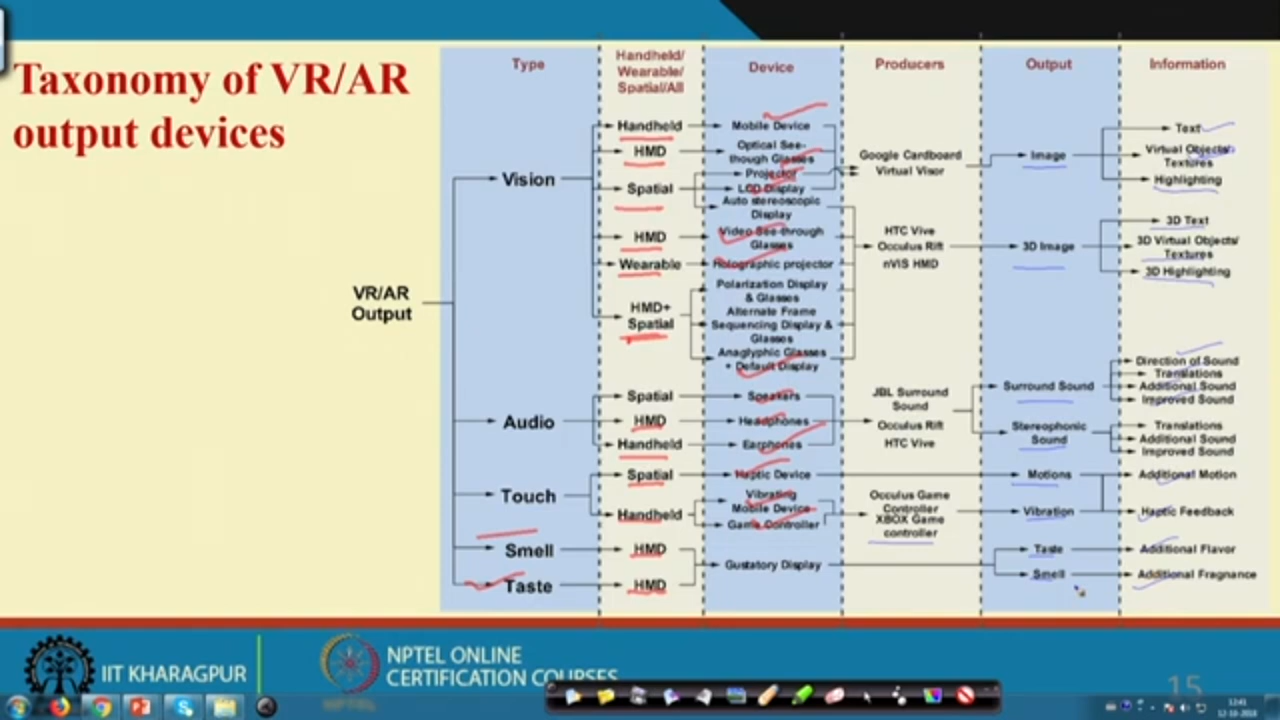 Taxonomy of VR/AR
output devices
Type
Handheld/
Wearable/
Spatial/All
Device
Producers
Output
Information
VR/AR
Output
Vision
Handheld
Mobile Device
HMD
Optical See-
though Glasses
Spatial
Projector
LCD Display
Auto stereoscopic
Display
HMD
Video See-through
Glasses
Wearable
Holographic projector
HMD+
Spatial
Polarization Display
& Glasses
Alternate Frame
Sequencing Display &
Glasses
Anaglyphic Glasses
+ Default Display
Google Cardboard
Virtual Visor
Image
Text
Virtual Objects/
Textures
Highlighting
HTC Vive
Occulus Rift
nViS HMD
3D Image
3D Text
3D Virtual Objects/
Textures
3D Highlighting
Audio
Spatial
Speakers
HMD
Headphones
Handheld
Earphones
JBL Surround
Sound
Occulus Rift
HTC Vive
Surround Sound
Direction of Sound
Translations
Additional Sound
Improved Sound
Stereophonic
Sound
Translations
Additional Sound
Improved Sound
Touch
Spatial
Haptic Device
Motions
Additional Motion
Handheld
Vibrating
Mobile Device
Game Controller
Occulus Game
Controller
XBOX Game
controller
Vibration
Haptic Feedback
Smell
HMD
Taste
HMD
Gustatory Display
Taste
Additional Flavor
Smell
Additional Fragnance
IIT KHARAGPUR
NPTEL ONLINE
CERTIFICATION COURSES
NPTEL
15
12:41
12-10-2018